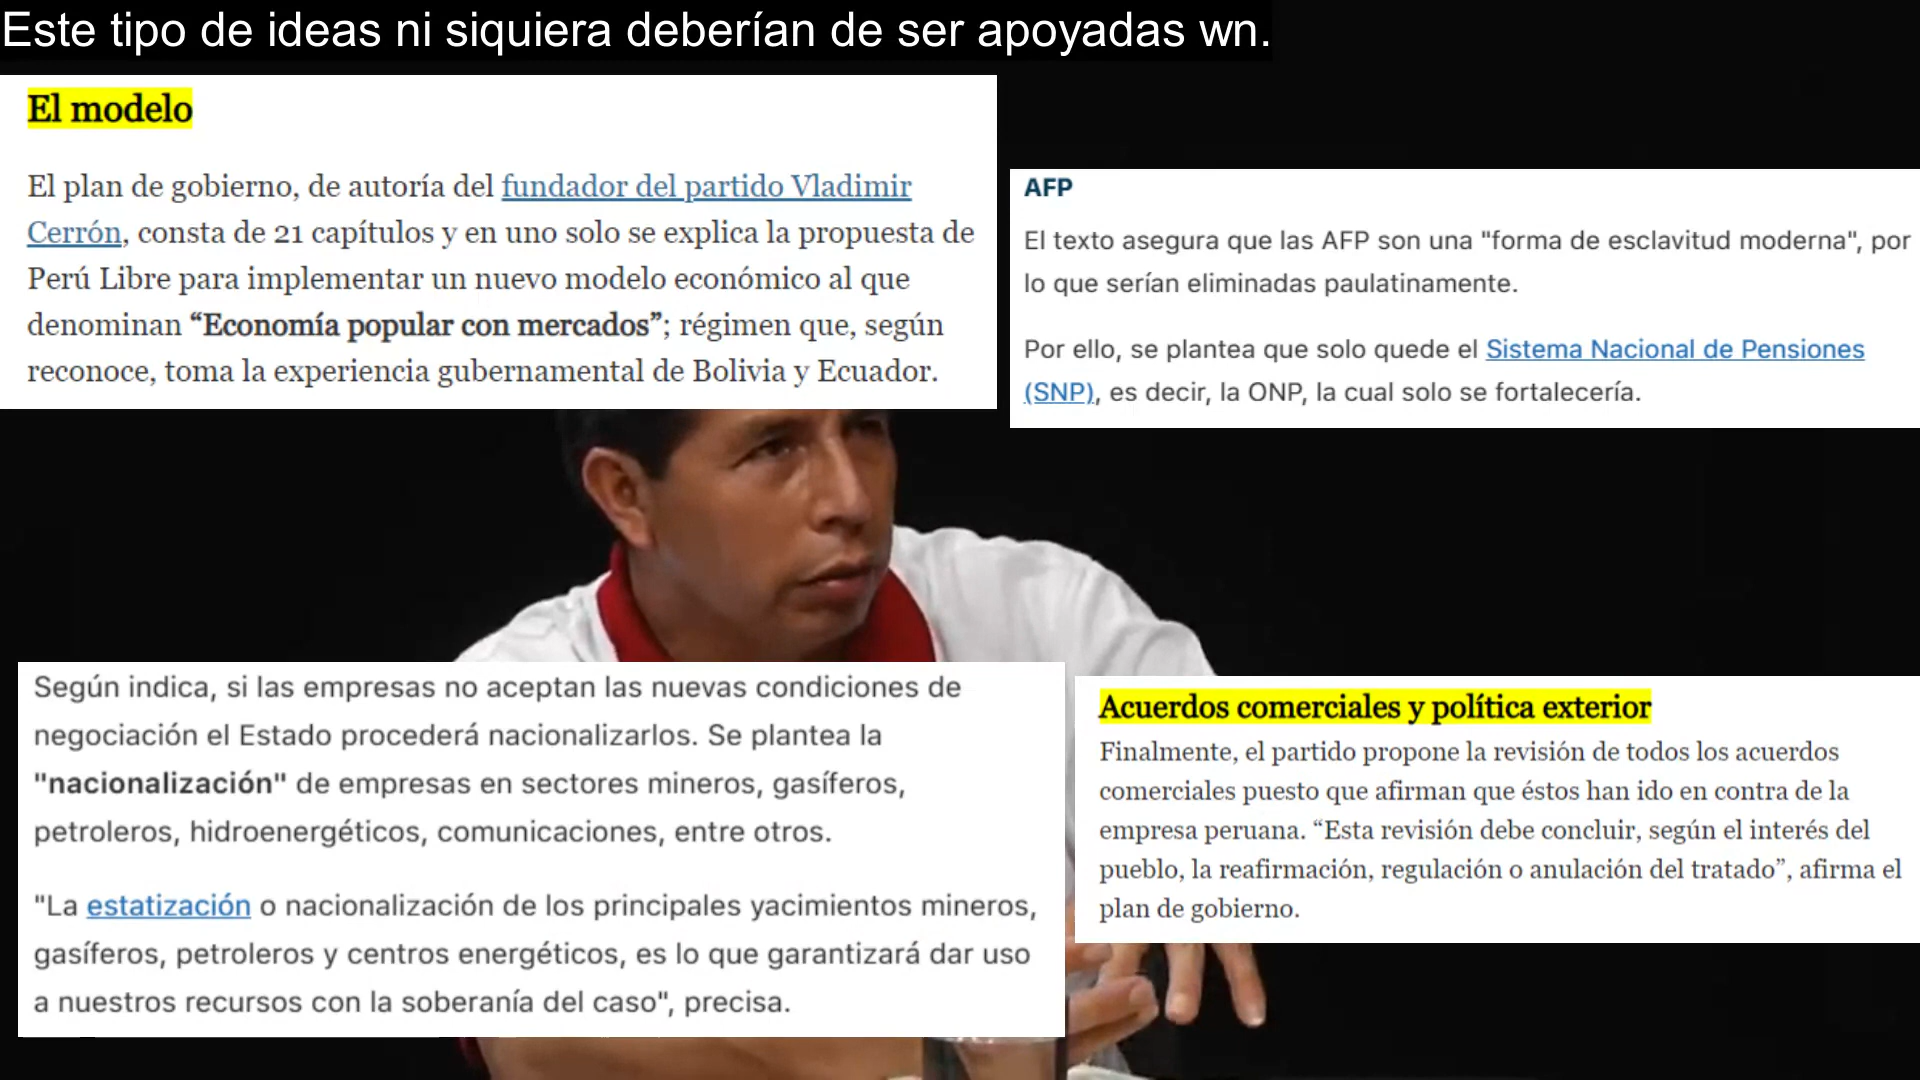 Este tipo de ideas ni siquiera deberían de ser apoyadas wn.
El modelo
El plan de gobierno, de autoría del fundador del partido Vladimir
Cerrón, consta de 21 capítulos y en uno solo se explica la propuesta de
Perú Libre para implementar un nuevo modelo económico al que
denominan “Economía popular con mercados”; régimen que, según
reconoce, toma la experiencia gubernamental de Bolivia y Ecuador.
AFP
El texto asegura que las AFP son una "forma de esclavitud moderna", por
lo que serían eliminadas paulatinamente.
Por ello, se plantea que solo quede el Sistema Nacional de Pensiones
(SNP), es decir, la ONP, la cual solo se fortalecería.
Según indica, si las empresas no aceptan las nuevas condiciones de
negociación el Estado procederá nacionalizarlos. Se plantea la
"nacionalización" de empresas en sectores mineros, gasíferos,
petroleros, hidroenergéticos, comunicaciones, entre otros.
"La estatización o nacionalización de los principales yacimientos mineros,
gasíferos, petroleros y centros energéticos, es lo que garantizará dar uso
a nuestros recursos con la soberanía del caso", precisa.
Acuerdos comerciales y política exterior
Finalmente, el partido propone la revisión de todos los acuerdos
comerciales puesto que afirman que éstos han ido en contra de la
empresa peruana. “Esta revisión debe concluir, según el interés del
pueblo, la reafirmación, regulación o anulación del tratado”, afirma el
plan de gobierno.